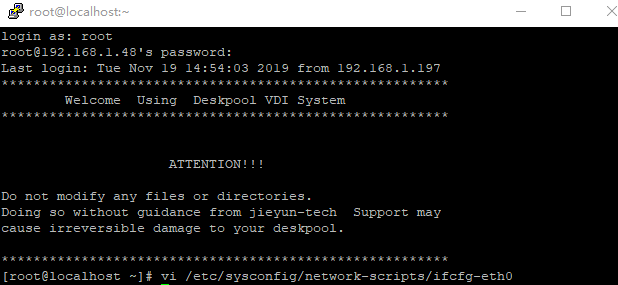 root@localhost:~
login as: root
root@192.168.1.48's password:
Last login: Tue Nov 19 14:54:03 2019 from 192.168.1.197
********************************************************
        Welcome  Using  Deskpool VDI System
********************************************************
                     ATTENTION!!!
Do not modify any files or directories.
Doing so without guidance from jieyun-tech  Support may
cause irreversible damage to your deskpool.
********************************************************
[root@localhost ~]# vi /etc/sysconfig/network-scripts/ifcfg-eth0